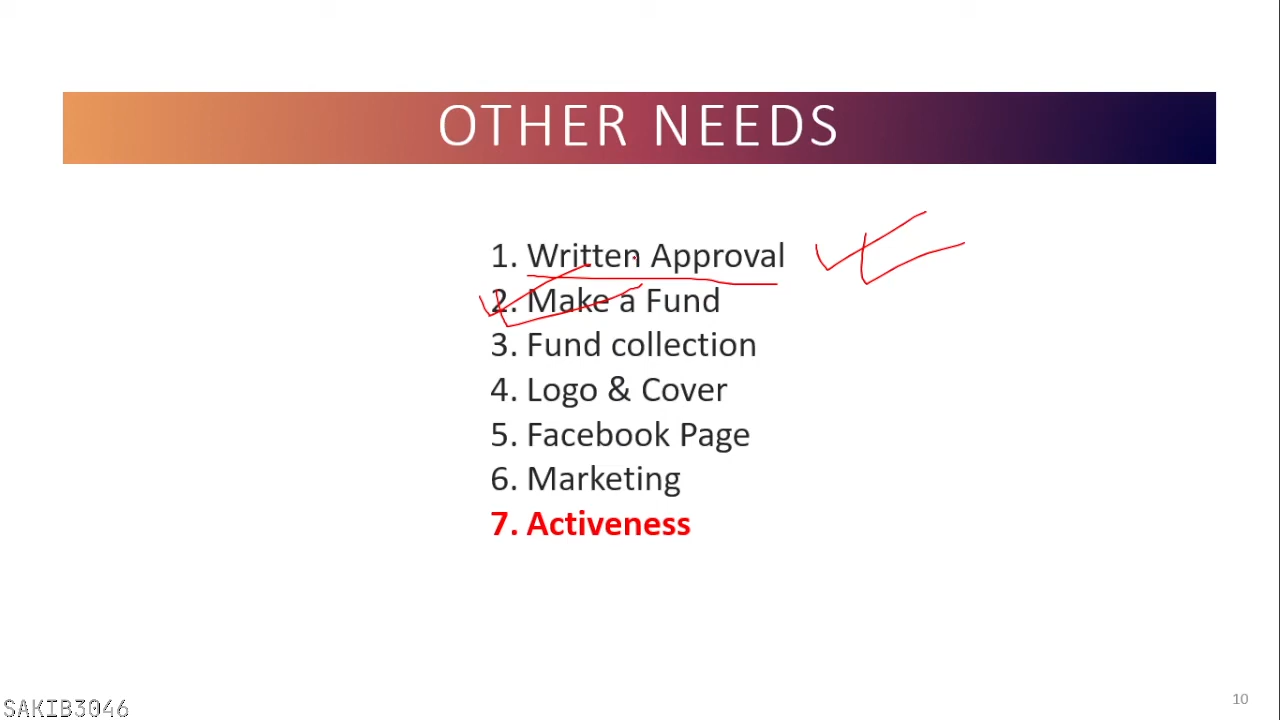 OTHER NEEDS
1. Written Approval
2. Make a Fund
3. Fund collection
4. Logo & Cover
5. Facebook Page
6. Marketing
7. Activeness
SAKIB3046
10